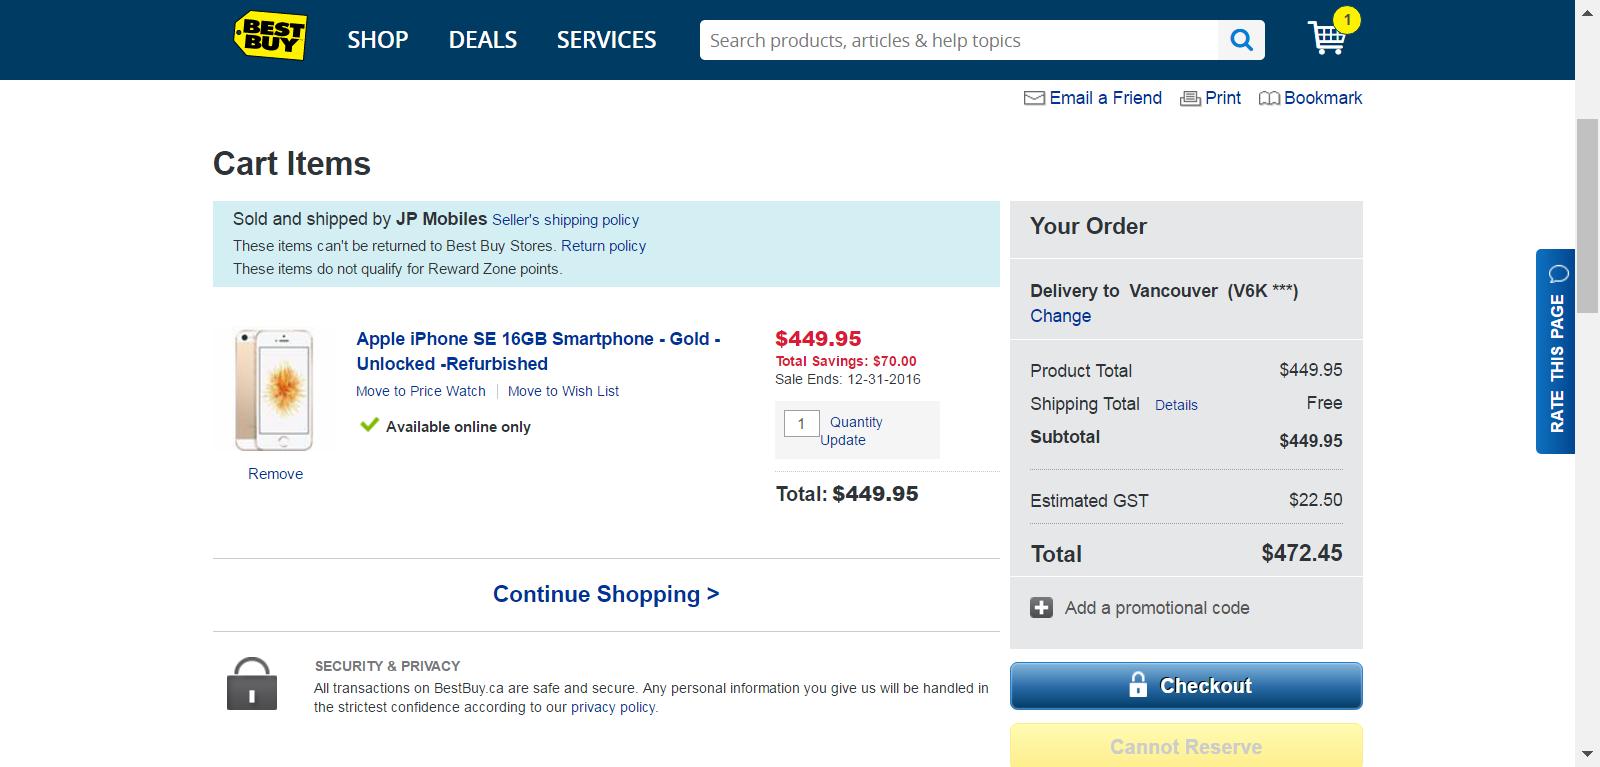 BEST BUY
SHOP DEALS SERVICES
Search products, articles & help topics
1
Email a Friend Print Bookmark
Cart Items
Sold and shipped by JP Mobiles Seller's shipping policy
These items can't be returned to Best Buy Stores. Return policy
These items do not qualify for Reward Zone points.
Apple iPhone SE 16GB Smartphone - Gold -
Unlocked -Refurbished
Move to Price Watch Move to Wish List
Available online only
Remove
$449.95
Total Savings: $70.00
Sale Ends: 12-31-2016
1 Quantity
Update
Total: $449.95
Continue Shopping >
SECURITY & PRIVACY
All transactions on BestBuy.ca are safe and secure. Any personal information you give us will be handled in
the strictest confidence according to our privacy policy.
Your Order
Delivery to Vancouver (V6K ***)
Change
Product Total $449.95
Shipping Total Details Free
Subtotal $449.95
Estimated GST $22.50
Total $472.45
Add a promotional code
Checkout
Cannot Reserve
RATE THIS PAGE